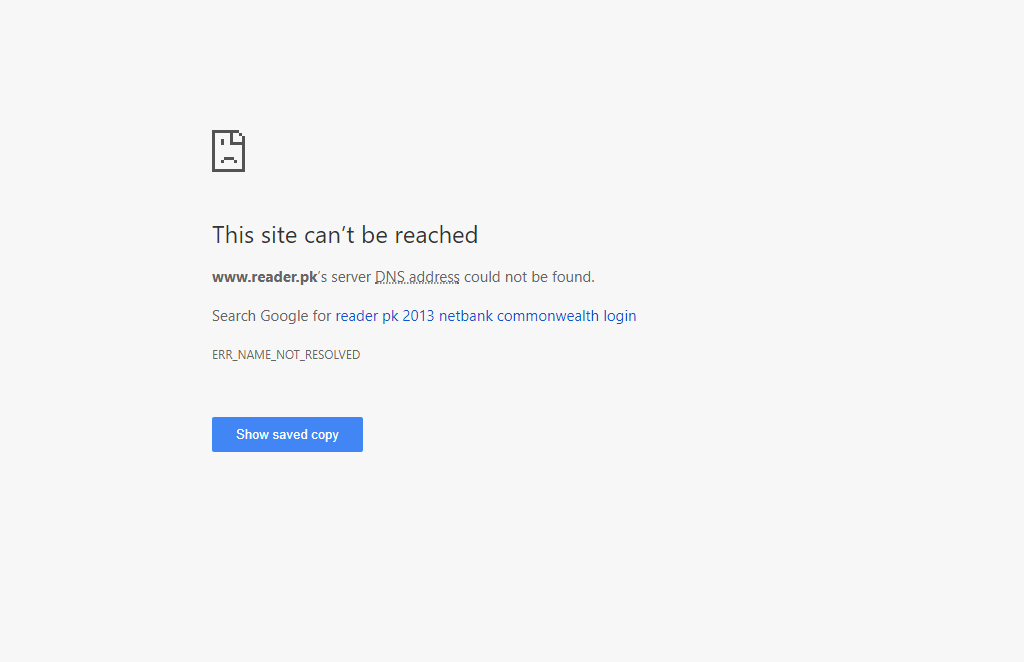 This site can’t be reached
www.reader.pk’s server DNS address could not be found.
Search Google for reader pk 2013 netbank commonwealth login
ERR_NAME_NOT_RESOLVED
Show saved copy